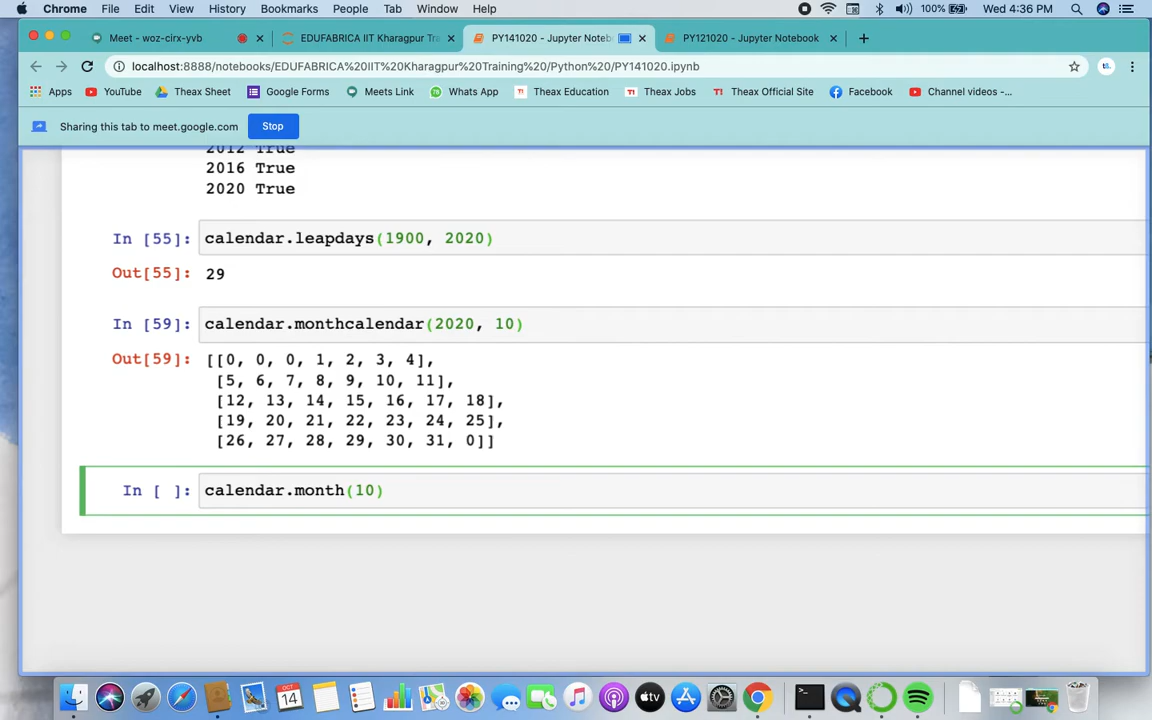 Chrome File Edit View History Bookmarks People Tab Window Help 100% Wed 4:36 PM
Meet - woz-cirx-yvb
EDUFABRICA IIT Kharagpur Tra
PY141020 - Jupyter Noteb
PY121020 - Jupyter Notebook
localhost:8888/notebooks/EDUFABRICA%20IIT%20Kharagpur%20Training%20/Python%20/PY141020.ipynb
Apps YouTube Theax Sheet Google Forms Meets Link Whats App Theax Education Theax Jobs Theax Official Site Facebook Channel videos -...
Sharing this tab to meet.google.com Stop
2012 True
2016 True
2020 True
In [55]: calendar.leapdays(1900, 2020)
Out[55]: 29
In [59]: calendar.monthcalendar(2020, 10)
Out[59]: [[0, 0, 0, 1, 2, 3, 4],
[5, 6, 7, 8, 9, 10, 11],
[12, 13, 14, 15, 16, 17, 18],
[19, 20, 21, 22, 23, 24, 25],
[26, 27, 28, 29, 30, 31, 0]]
In [ ]: calendar.month(10)
OCT
14
tv